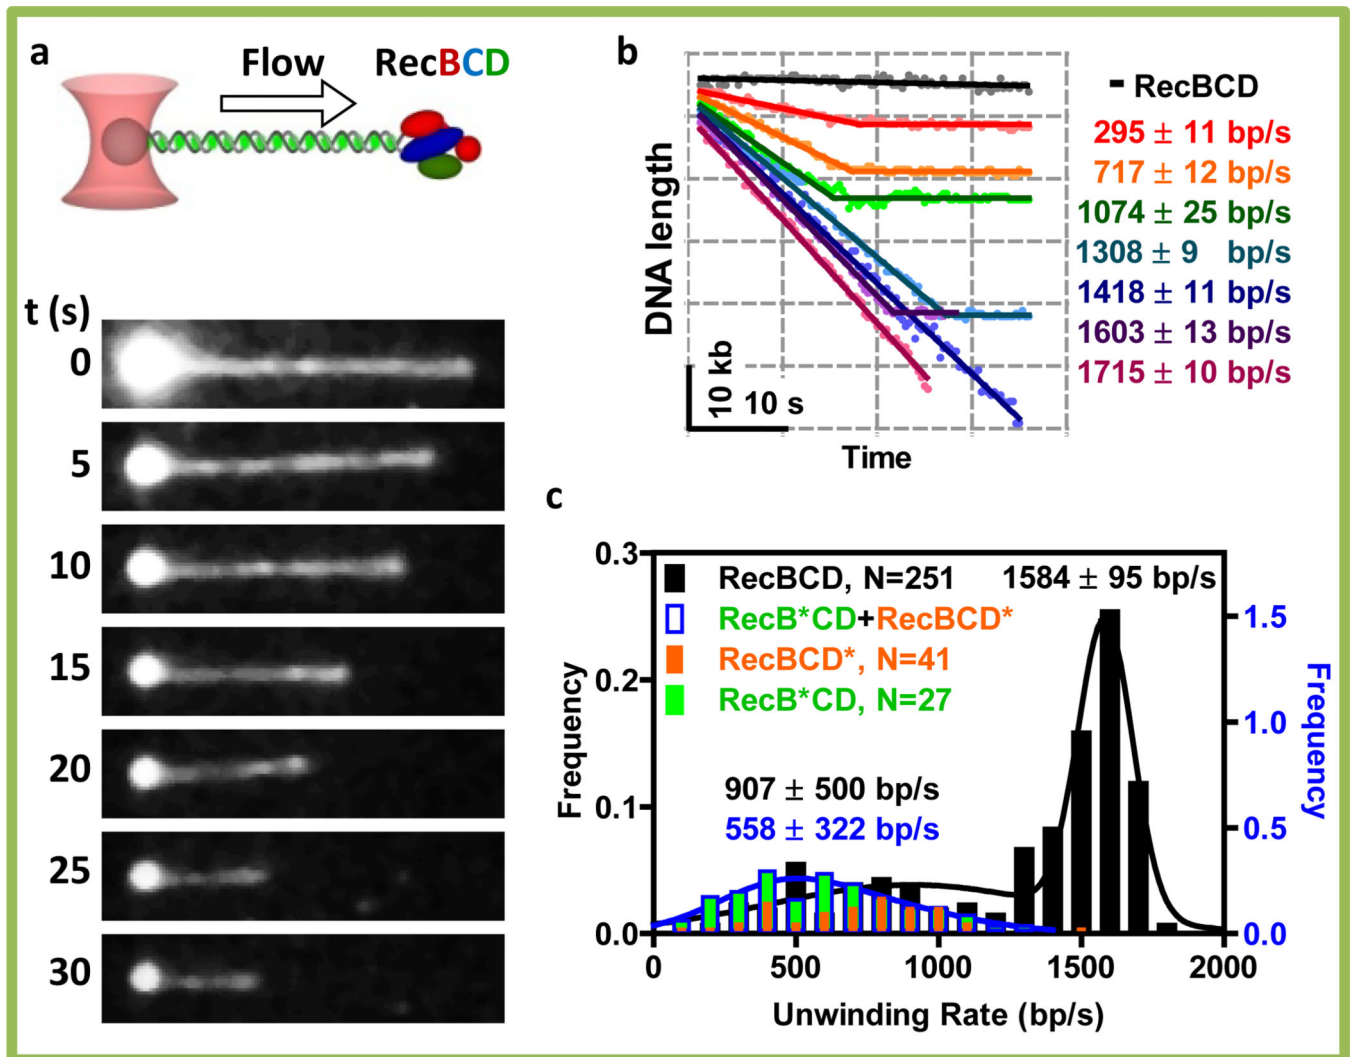 a
Flow
RecBCD
t (s)
0
5
10
15
20
25
30
b
DNA length
10 kb
10 s
Time
- RecBCD
295 ± 11 bp/s
717 ± 12 bp/s
1074 ± 25 bp/s
1308 ± 9 bp/s
1418 ± 11 bp/s
1603 ± 13 bp/s
1715 ± 10 bp/s
c
0.3
0.2
0.1
0.0
Frequency
RecBCD, N=251
1584 ± 95 bp/s
RecB*CD+RecBCD*
RecBCD*, N=41
RecB*CD, N=27
907 ± 500 bp/s
558 ± 322 bp/s
1.5
1.0
0.5
0.0
Frequency
0 500 1000 1500 2000
Unwinding Rate (bp/s)